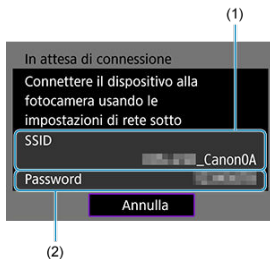 (1)
In attesa di connessione
Connettere il dispositivo alla
fotocamera usando le
impostazioni di rete sotto
SSID
_Canon0A
Password
Annulla
(2)